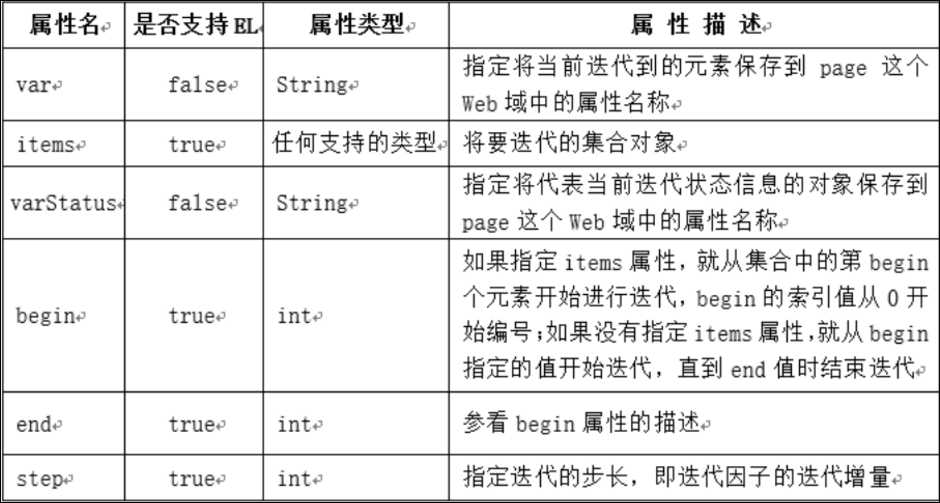 属性名 是否支持EL 属性类型 属 性 描 述
var false String 指定将当前迭代到的元素保存到 page 这个
Web 域中的属性名称
items true 任何支持的类型 将要迭代的集合对象
varStatus false String 指定将代表当前迭代状态信息的对象保存到
page 这个 Web 域中的属性名称
begin true int 如果指定 items 属性，就从集合中的第 begin
个元素开始进行迭代，begin 的索引值从 0 开
始编号；如果没有指定 items 属性，就从 begin
指定的值开始迭代，直到 end 值时结束迭代
end true int 参看 begin 属性的描述
step true int 指定迭代的步长，即迭代因子的迭代增量